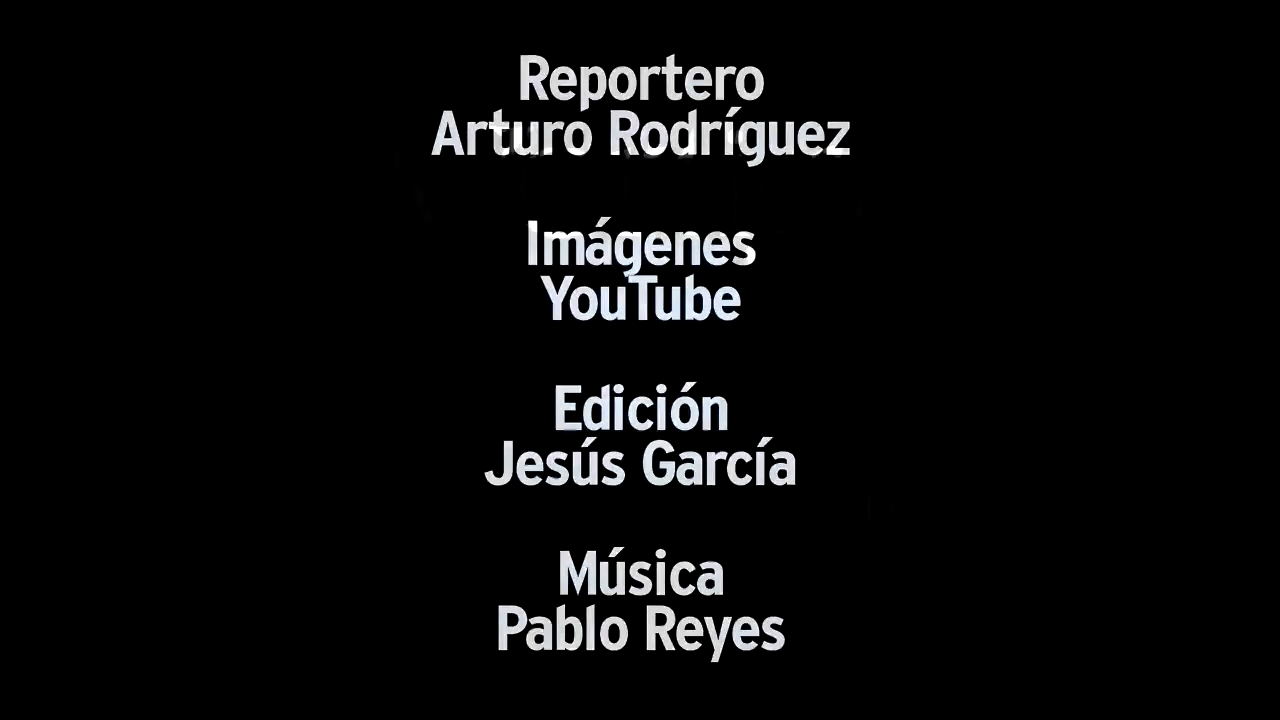 Reportero
Arturo Rodríguez
Imágenes
YouTube
Edición
Jesús García
Música
Pablo Reyes